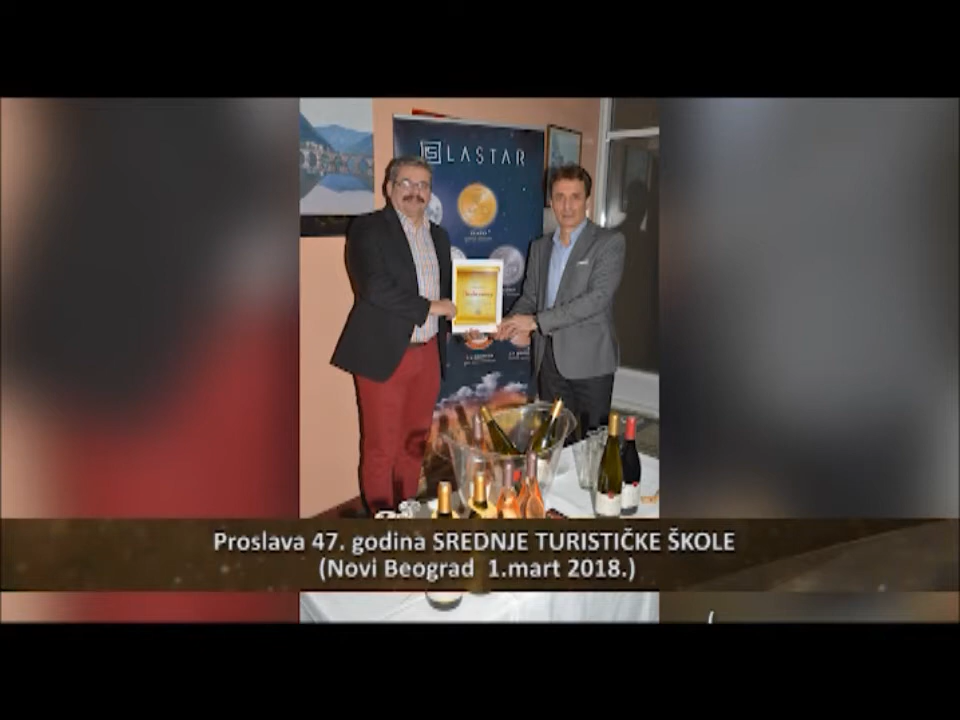 LASTAR
Proslava 47. godina SREDNJE TURISTIČKE ŠKOLE
(Novi Beograd 1.mart 2018.)